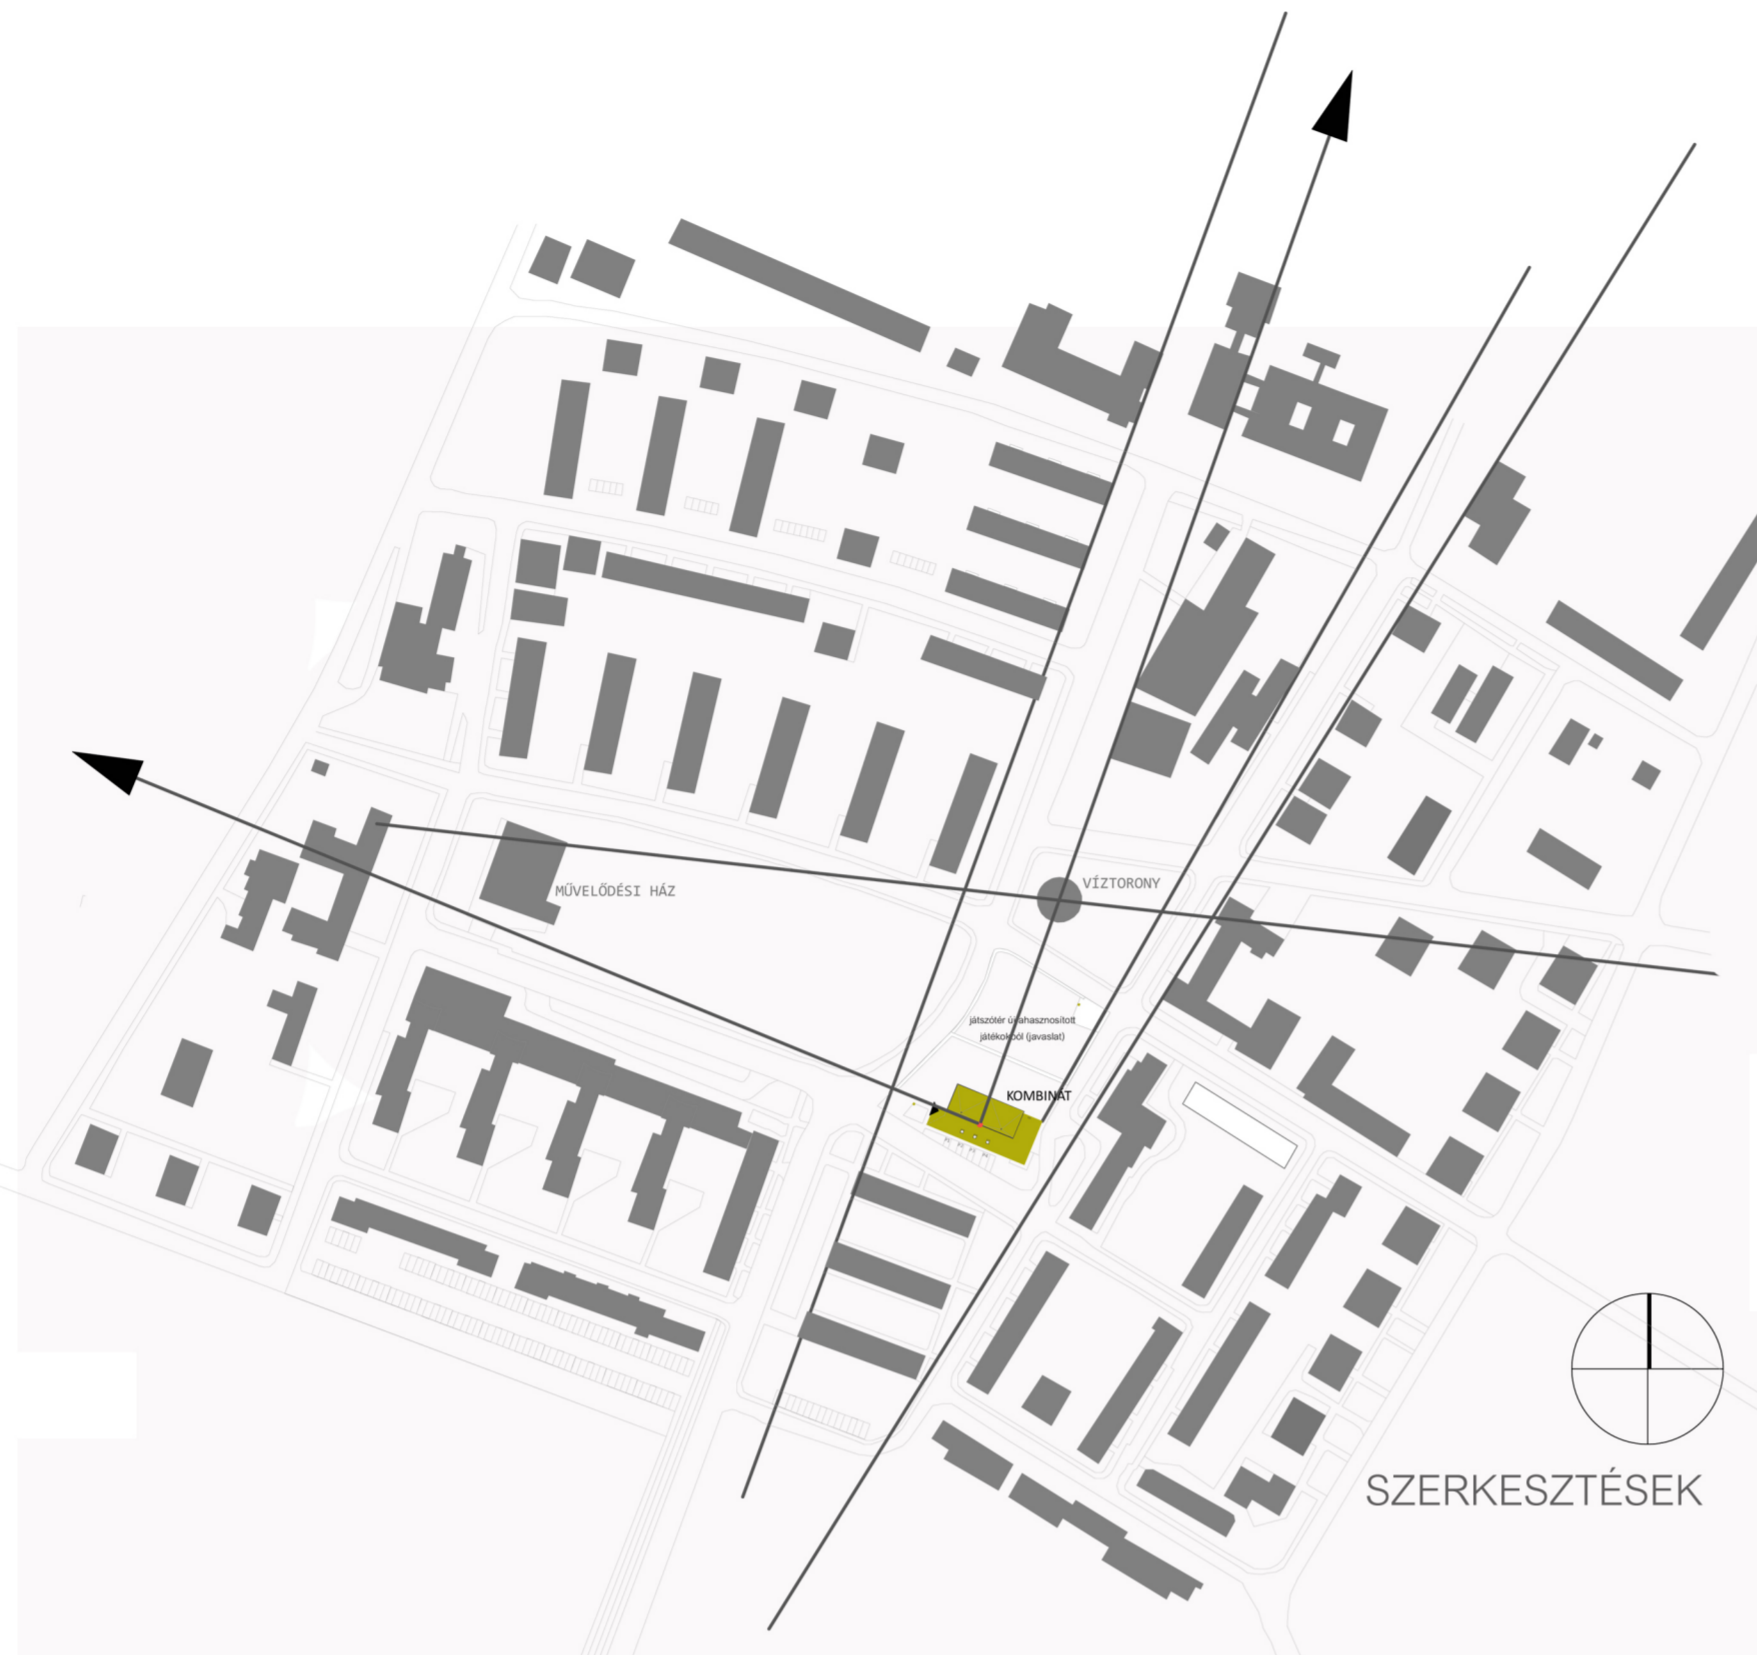 MŰVELŐDÉSI HÁZ
VÍZTORONY
játszótér újrahasznosított
játékokból (javaslat)
KOMBINÁT
SZERKESZTÉSEK